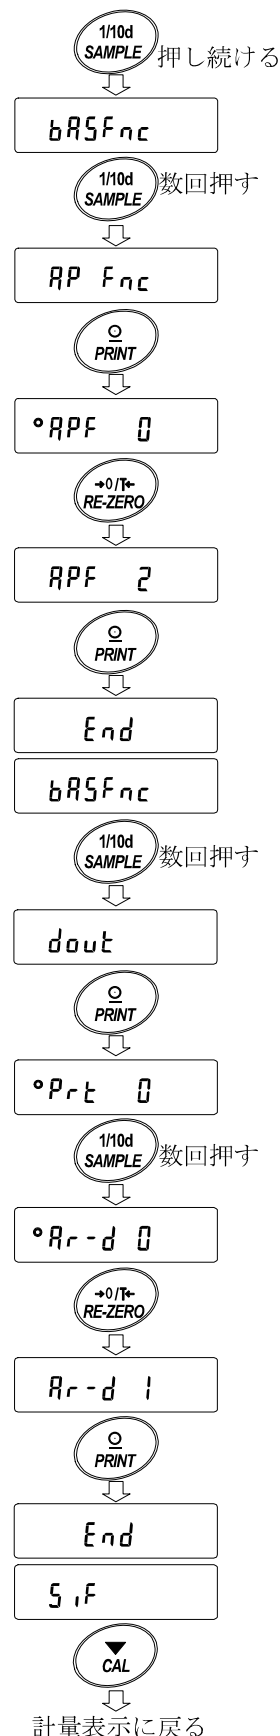 1/10d
SAMPLE 押し続ける
bASFnc
1/10d
SAMPLE 数回押す
AP Fnc
PRINT
°APF 0
→0/T←
RE-ZERO
APF 2
PRINT
End
bASFnc
1/10d
SAMPLE 数回押す
dout
PRINT
°Prt 0
1/10d
SAMPLE 数回押す
°Ar-d 0
→0/T←
RE-ZERO
Ar-d 1
PRINT
End
SiF
CAL
計量表示に戻る